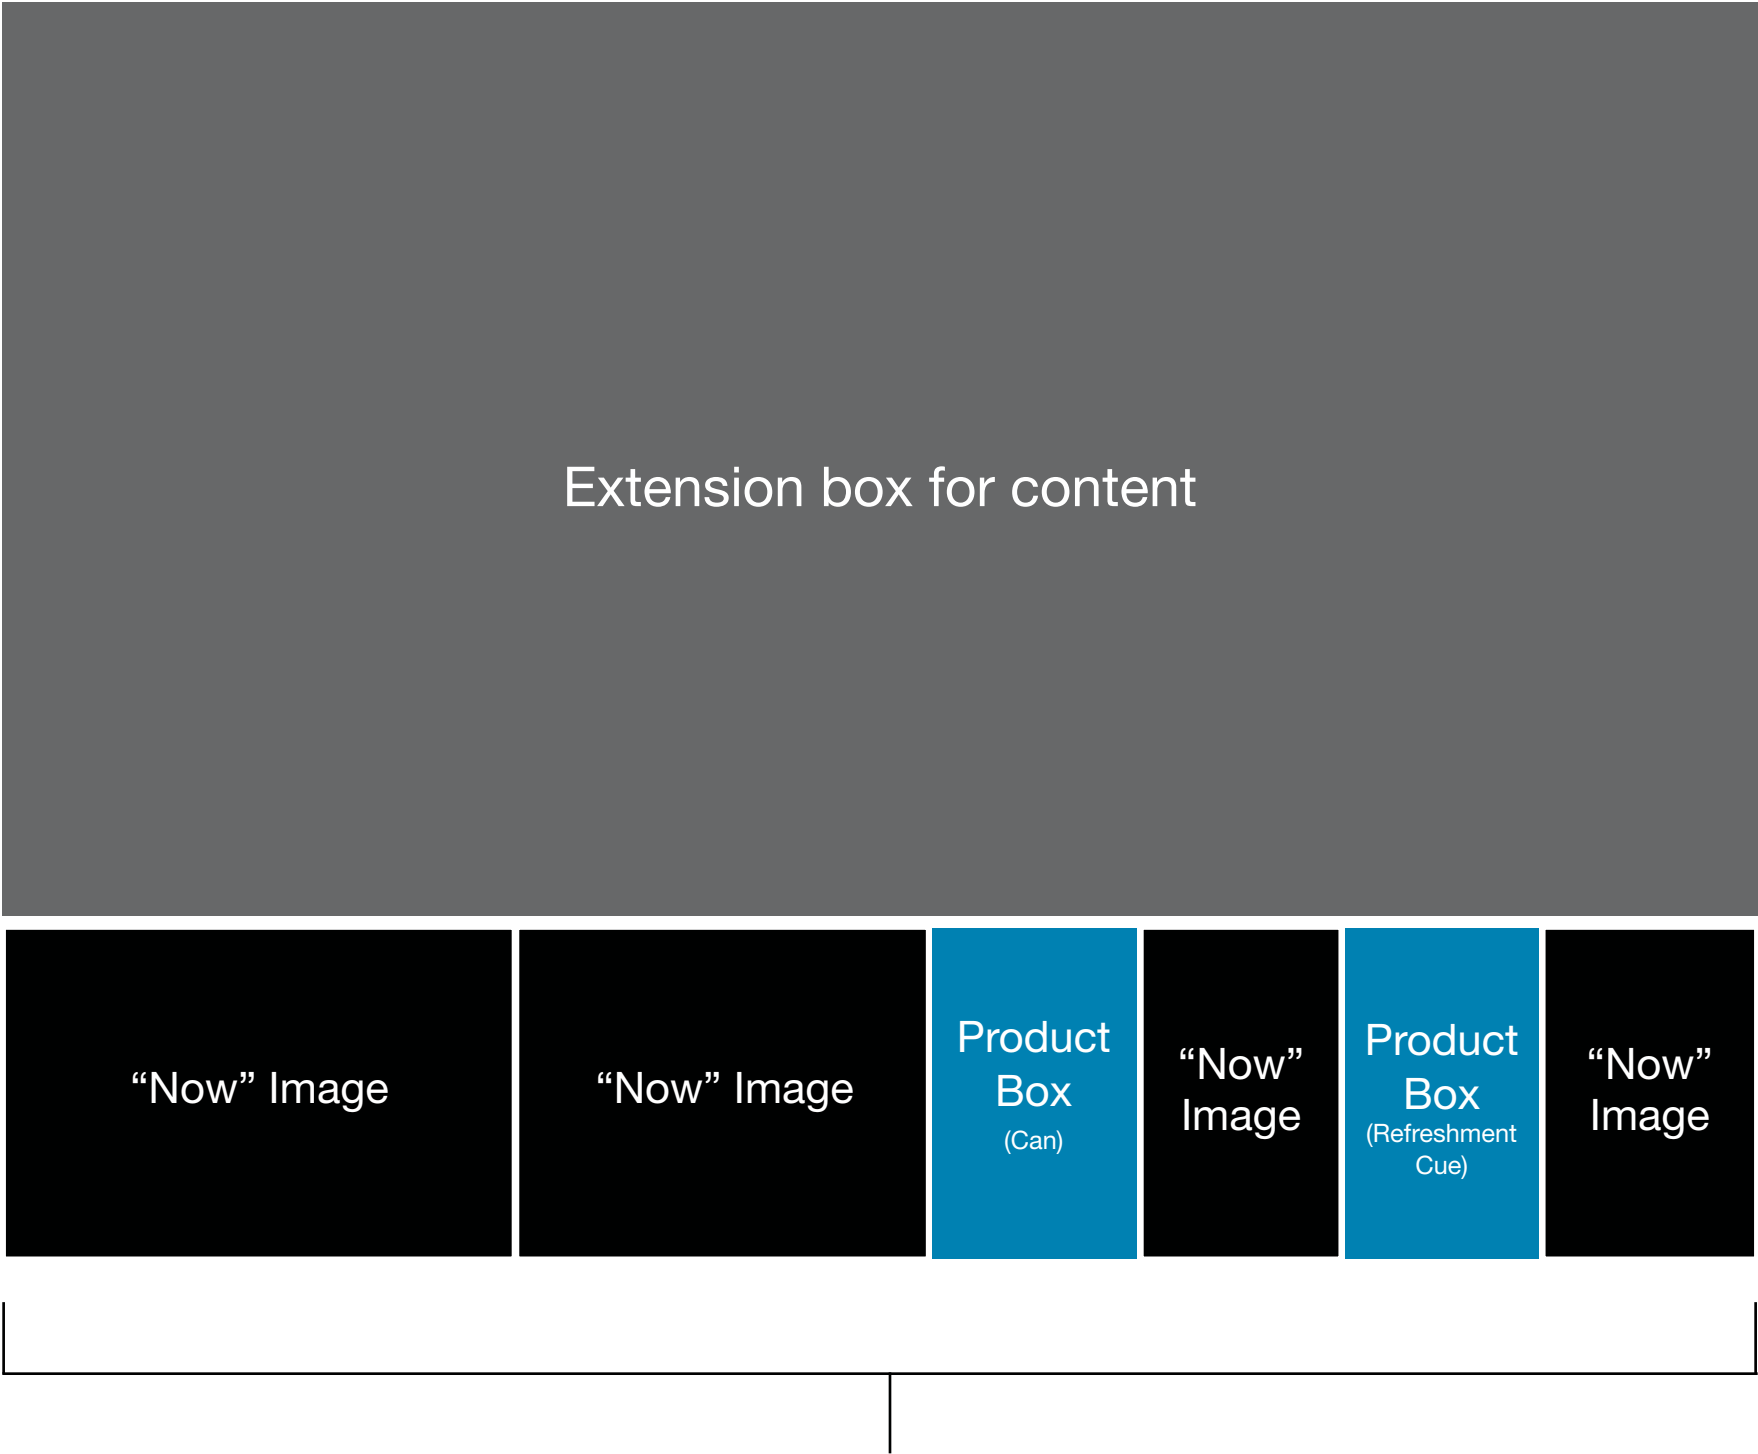 Extension box for content
“Now” Image
“Now” Image
Product
Box
(Can)
“Now”
Image
Product
Box
(Refreshment
Cue)
“Now”
Image